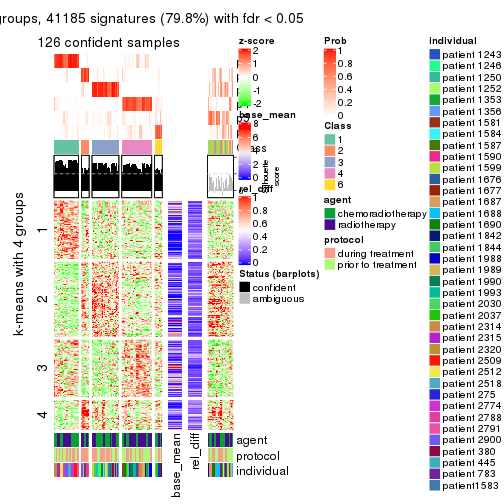 groups, 41185 signatures (79.8%) with fdr < 0.05
126 confident samples
k-means with 4 groups
1
2
3
4
base_mean
rel_diff
agent
protocol
individual
z-score
2
1
0
-1
-2
base_mean
8
6
4
2
0
rel_diff
1
0.5
0
Status (barplots)
confident
ambiguous
silhouette
score
Prob
1
0.8
0.6
0.4
0.2
0
Class
1
2
3
4
6
agent
chemoradiotherapy
radiotherapy
protocol
during treatment
prior to treatment
individual
patient 1243
patient 1246
patient 1250
patient 1252
patient 1353
patient 1356
patient 1581
patient 1584
patient 1587
patient 1590
patient 1599
patient 1676
patient 1677
patient 1687
patient 1688
patient 1690
patient 1842
patient 1844
patient 1988
patient 1989
patient 1990
patient 1993
patient 2030
patient 2037
patient 2314
patient 2315
patient 2320
patient 2509
patient 2512
patient 2518
patient 275
patient 2774
patient 2788
patient 2791
patient 2900
patient 380
patient 445
patient 783
patient1583